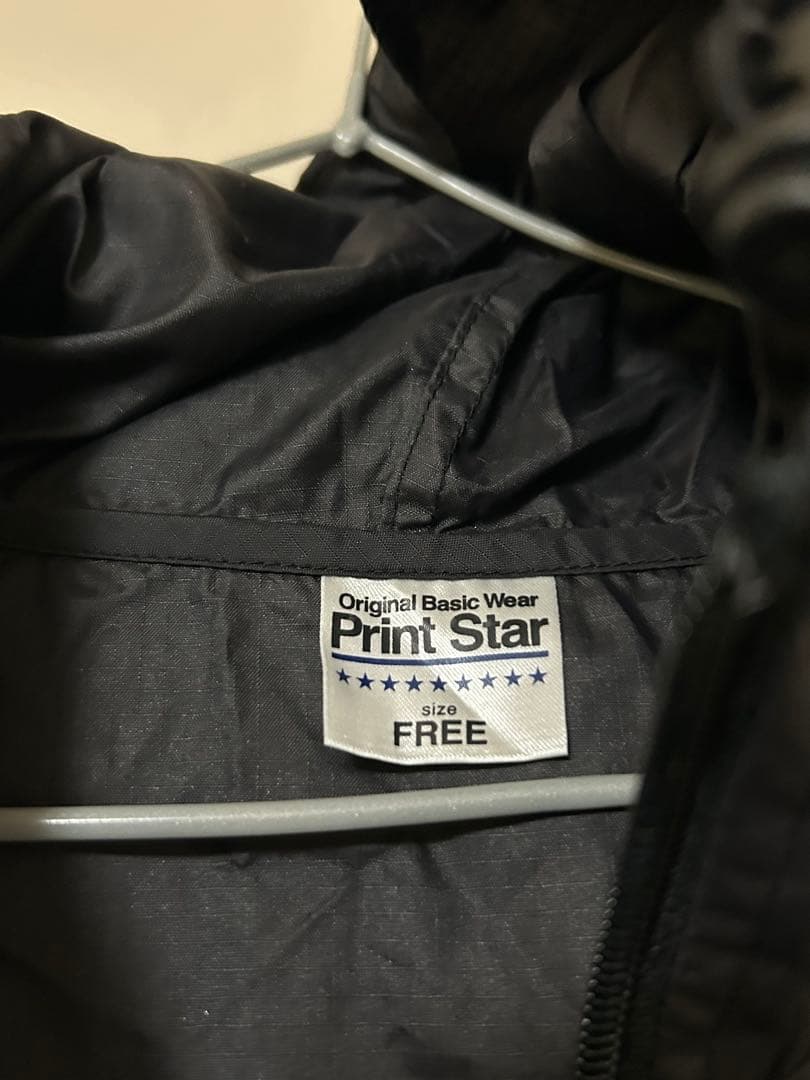 Original Basic Wear
Print Star
size
FREE